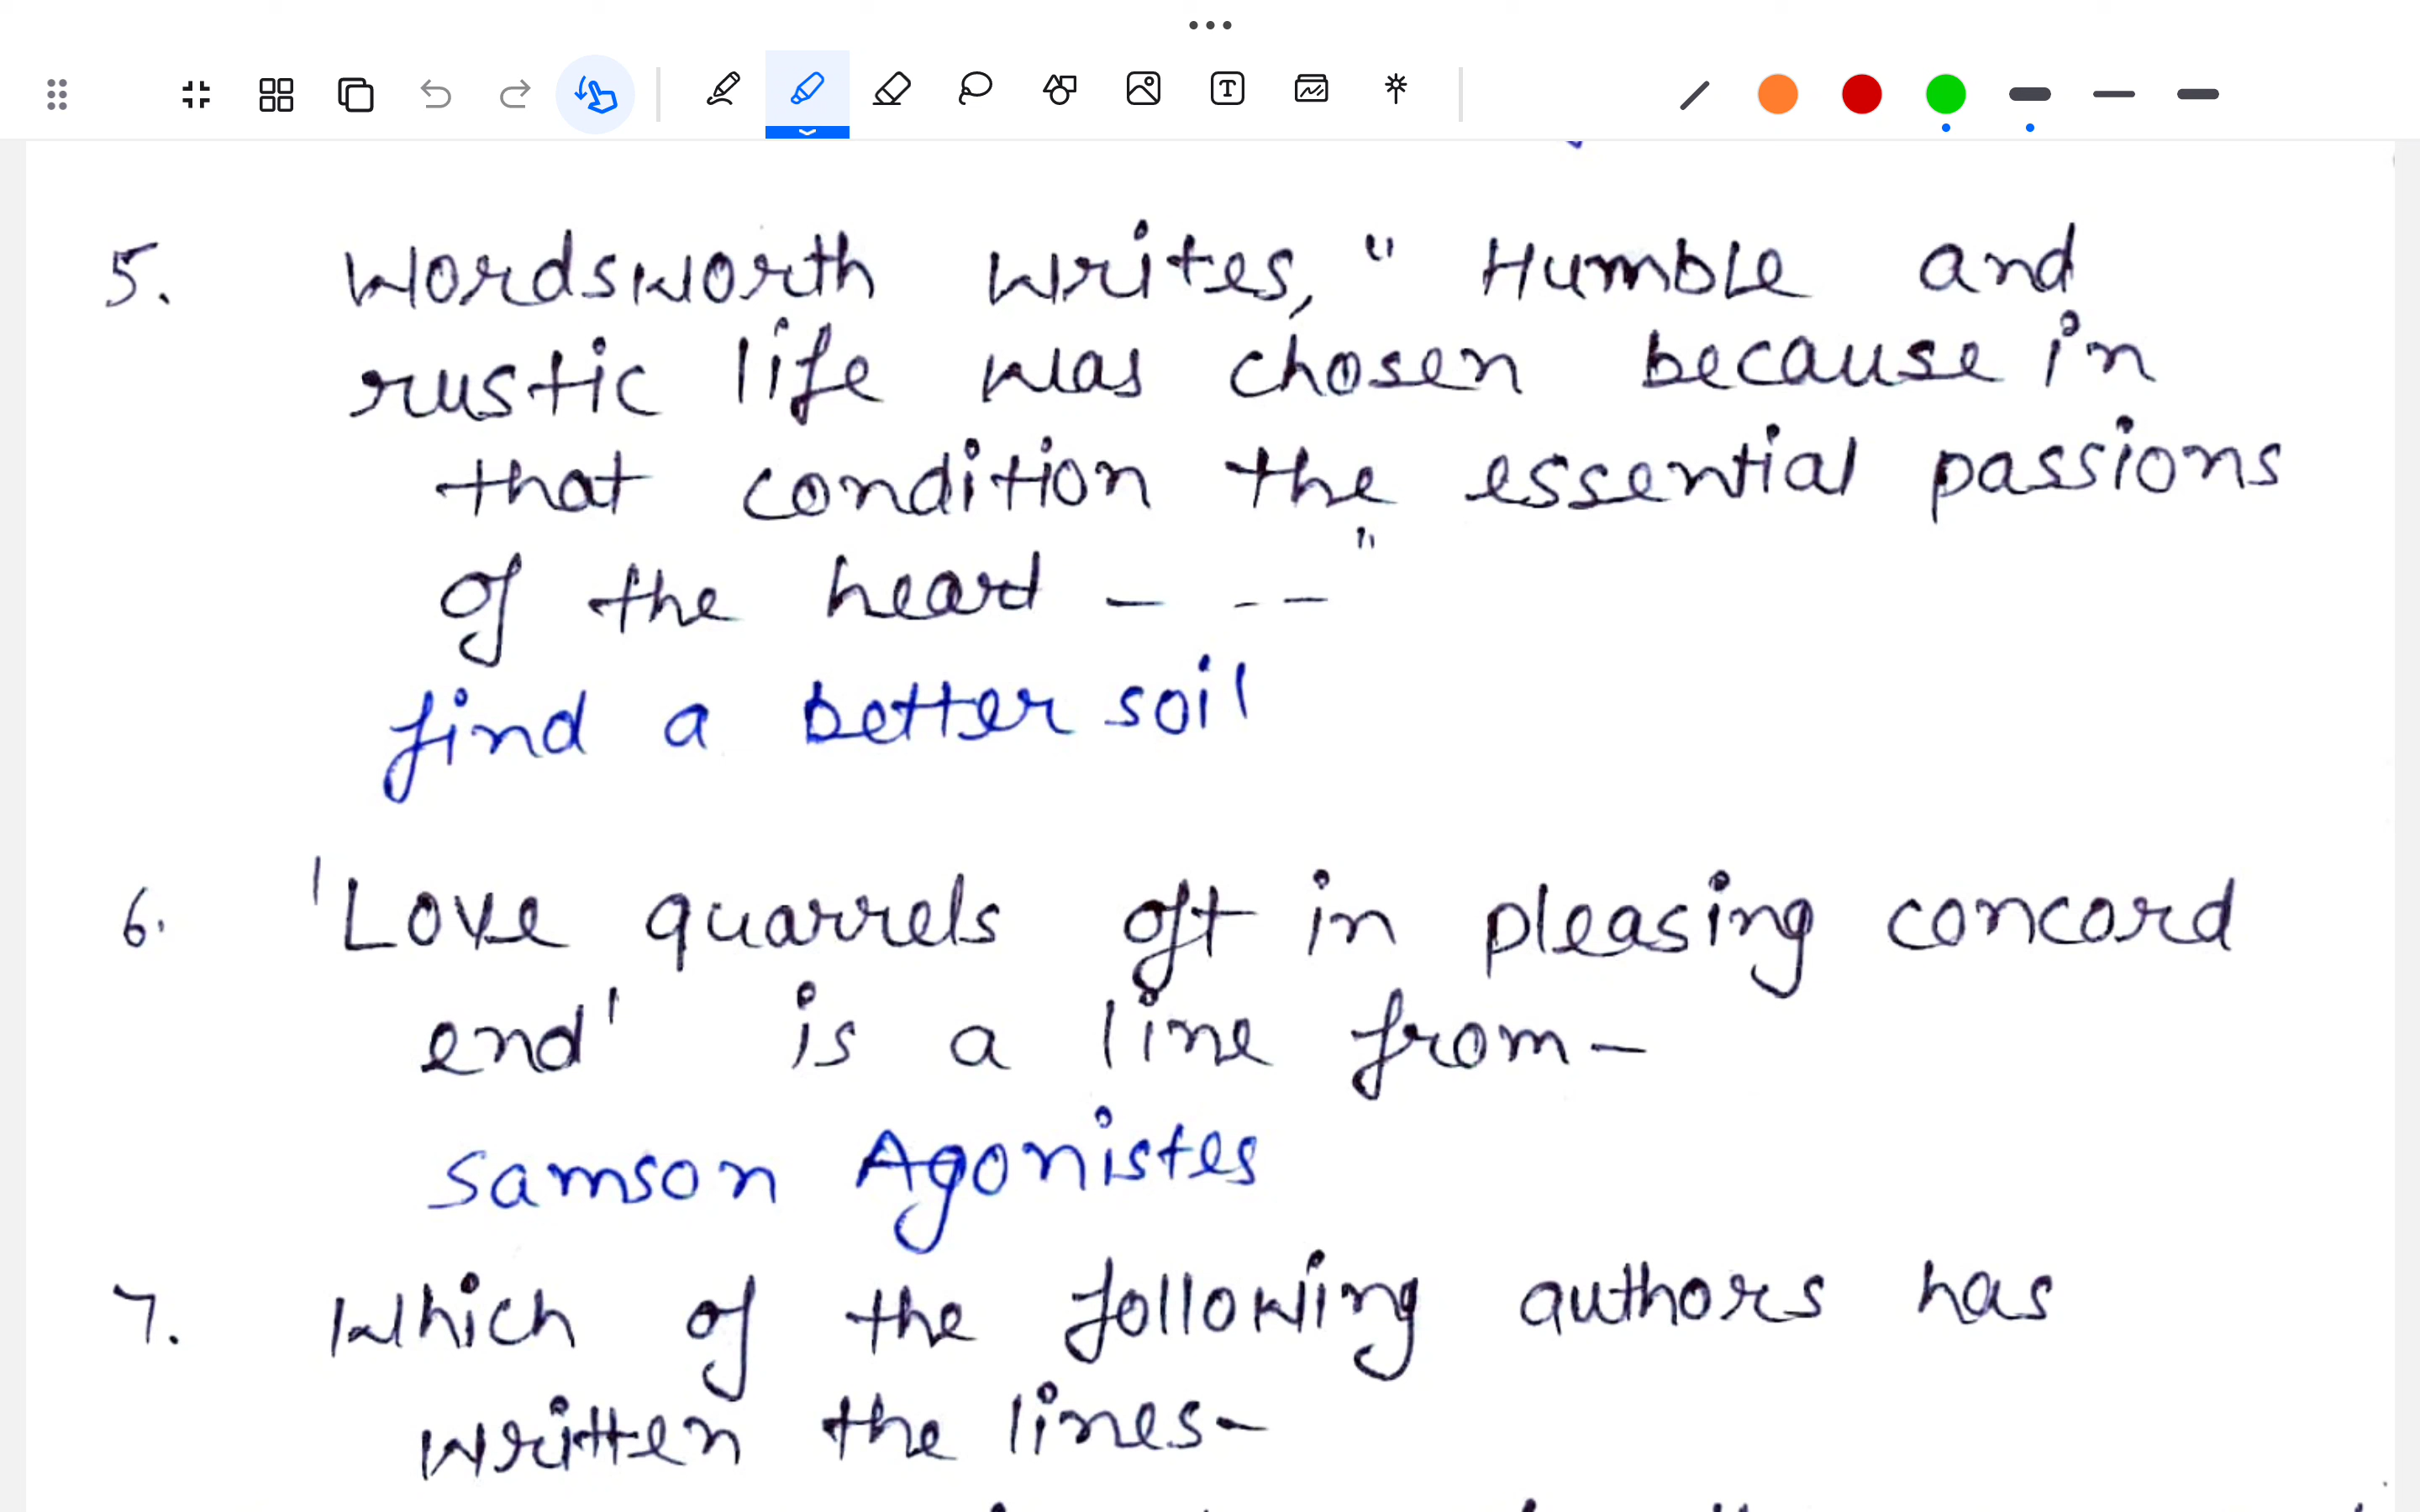 5. Wordsworth writes, " Humble and
rustic life was chosen because in
that condition the essential passions
of the heart - - - "
find a better soil
6. 'Love quarrels oft in pleasing concord
end' is a line from-
Samson Agonistes
7. Which of the following authors has
written the lines-